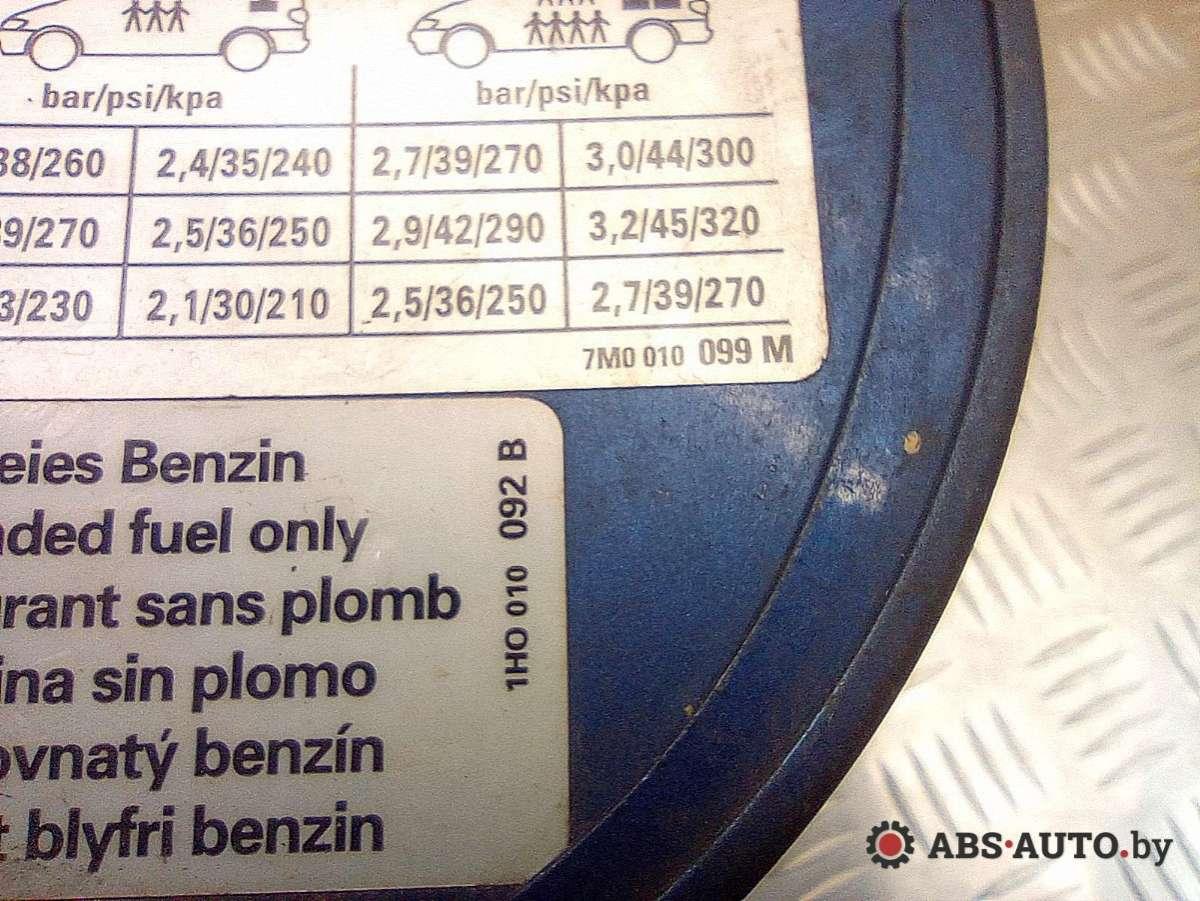 bar/psi/kpa bar/psi/kpa
38/260 2,4/35/240 2,7/39/270 3,0/44/300
39/270 2,5/36/250 2,9/42/290 3,2/45/320
3/230 2,1/30/210 2,5/36/250 2,7/39/270
7M0 010 099 M
eies Benzin
nded fuel only
urant sans plomb
ina sin plomo
ovnatý benzín
t blyfri benzin
1HO 010 092 B
ABS-AUTO.by